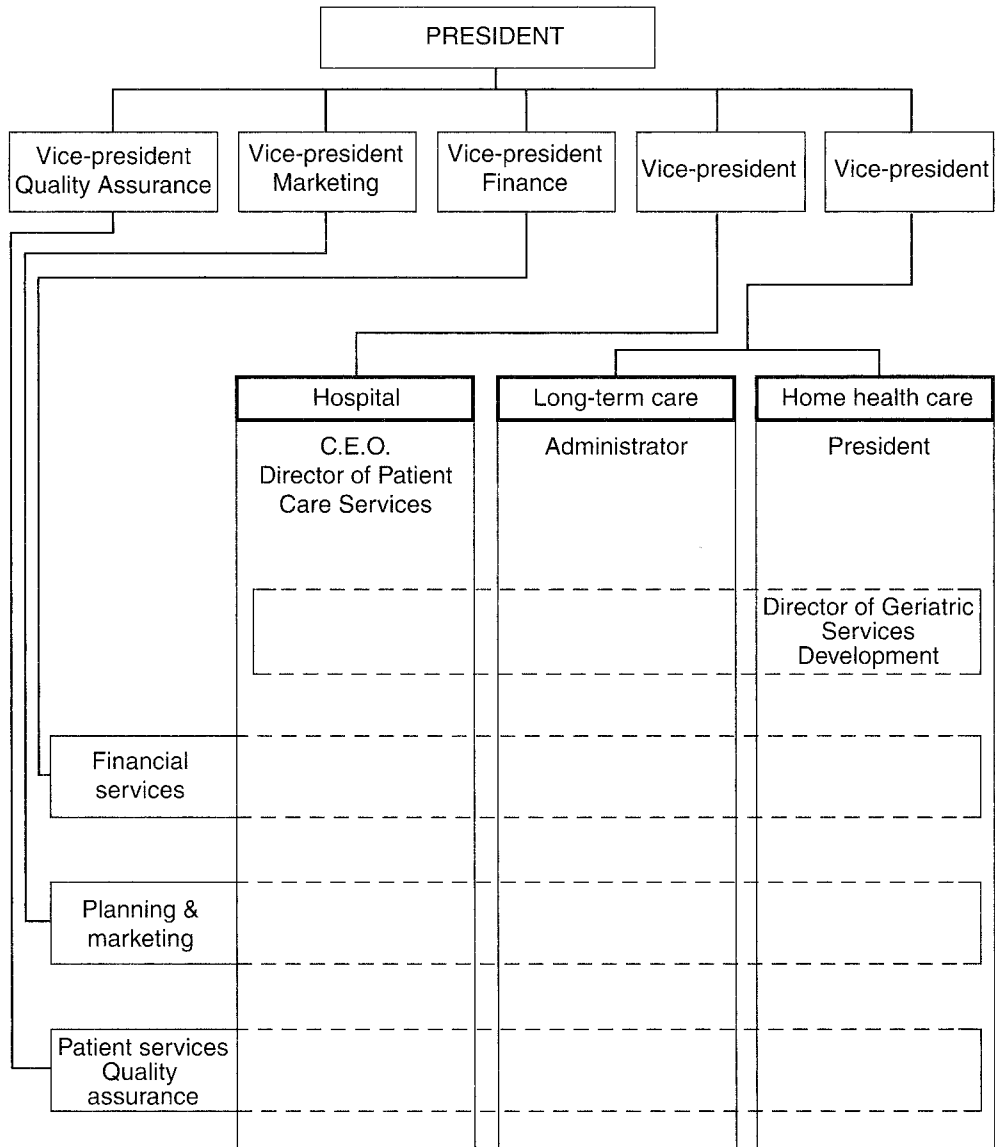 PRESIDENT
Vice-president
Quality Assurance
Vice-president
Marketing
Vice-president
Finance
Vice-president
Vice-president
Hospital
Long-term care
Home health care
C.E.O.
Director of Patient
Care Services
Administrator
President
Director of Geriatric
Services
Development
Financial
services
Planning &
marketing
Patient services
Quality
assurance